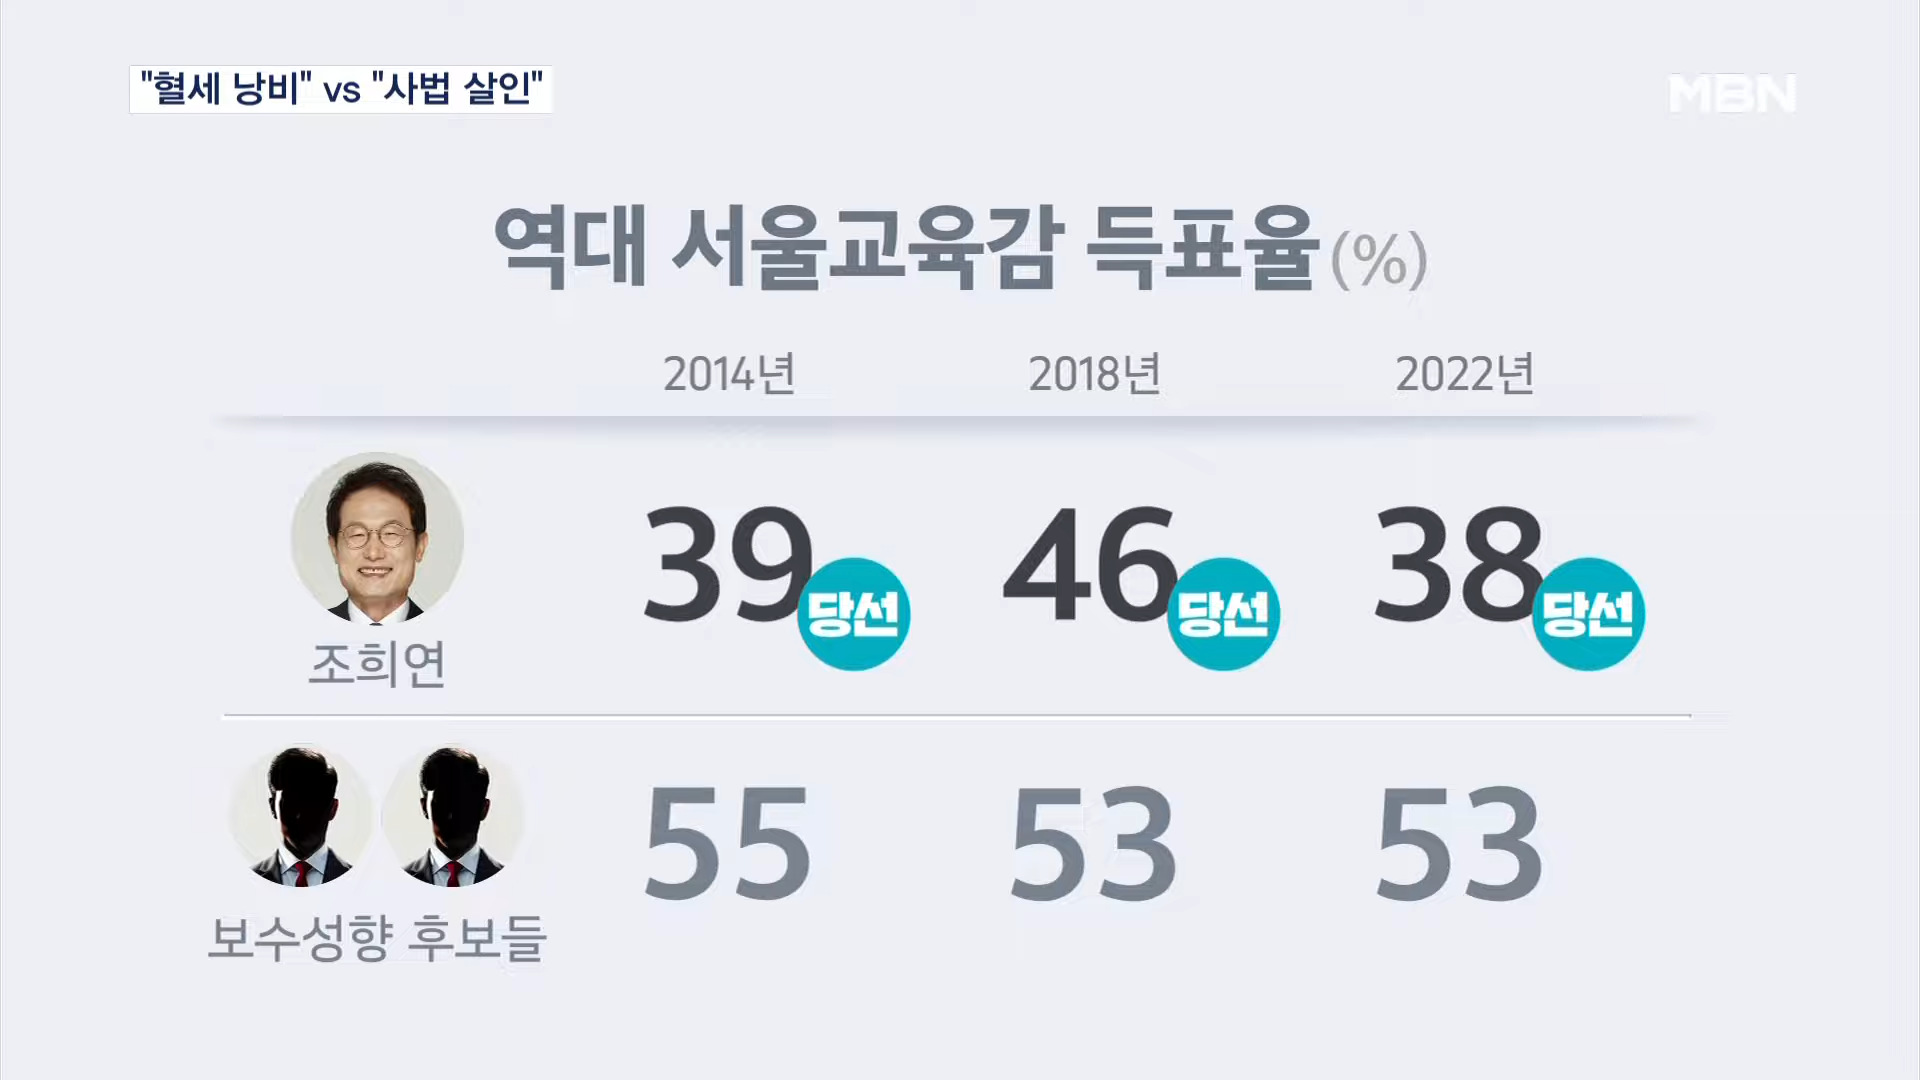 "혈세 낭비" vs "사법 살인"
MBN
역대 서울교육감 득표율(%)
2014년 2018년 2022년
39 당선 46 당선 38 당선
조희연
55 53 53
보수성향 후보들